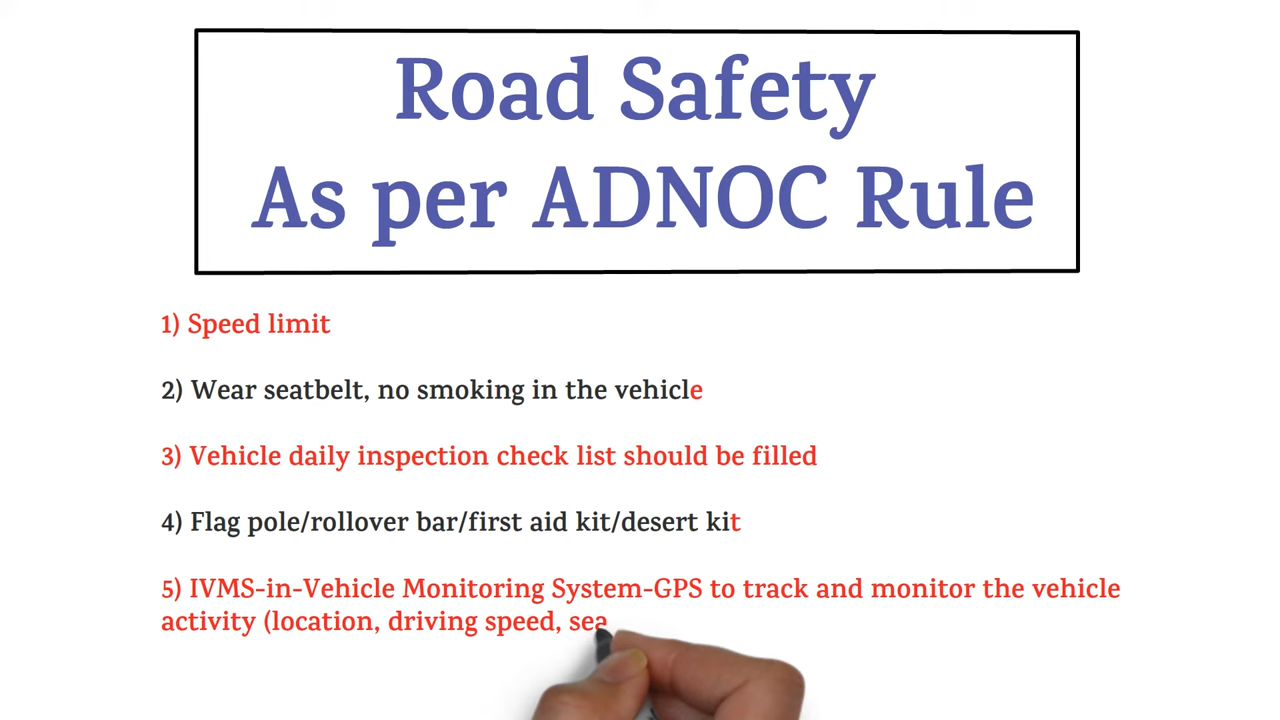 Road Safety
As per ADNOC Rule
1) Speed limit
2) Wear seatbelt, no smoking in the vehicle
3) Vehicle daily inspection check list should be filled
4) Flag pole/rollover bar/first aid kit/desert kit
5) IVMS-in-Vehicle Monitoring System-GPS to track and monitor the vehicle
activity (location, driving speed, sea